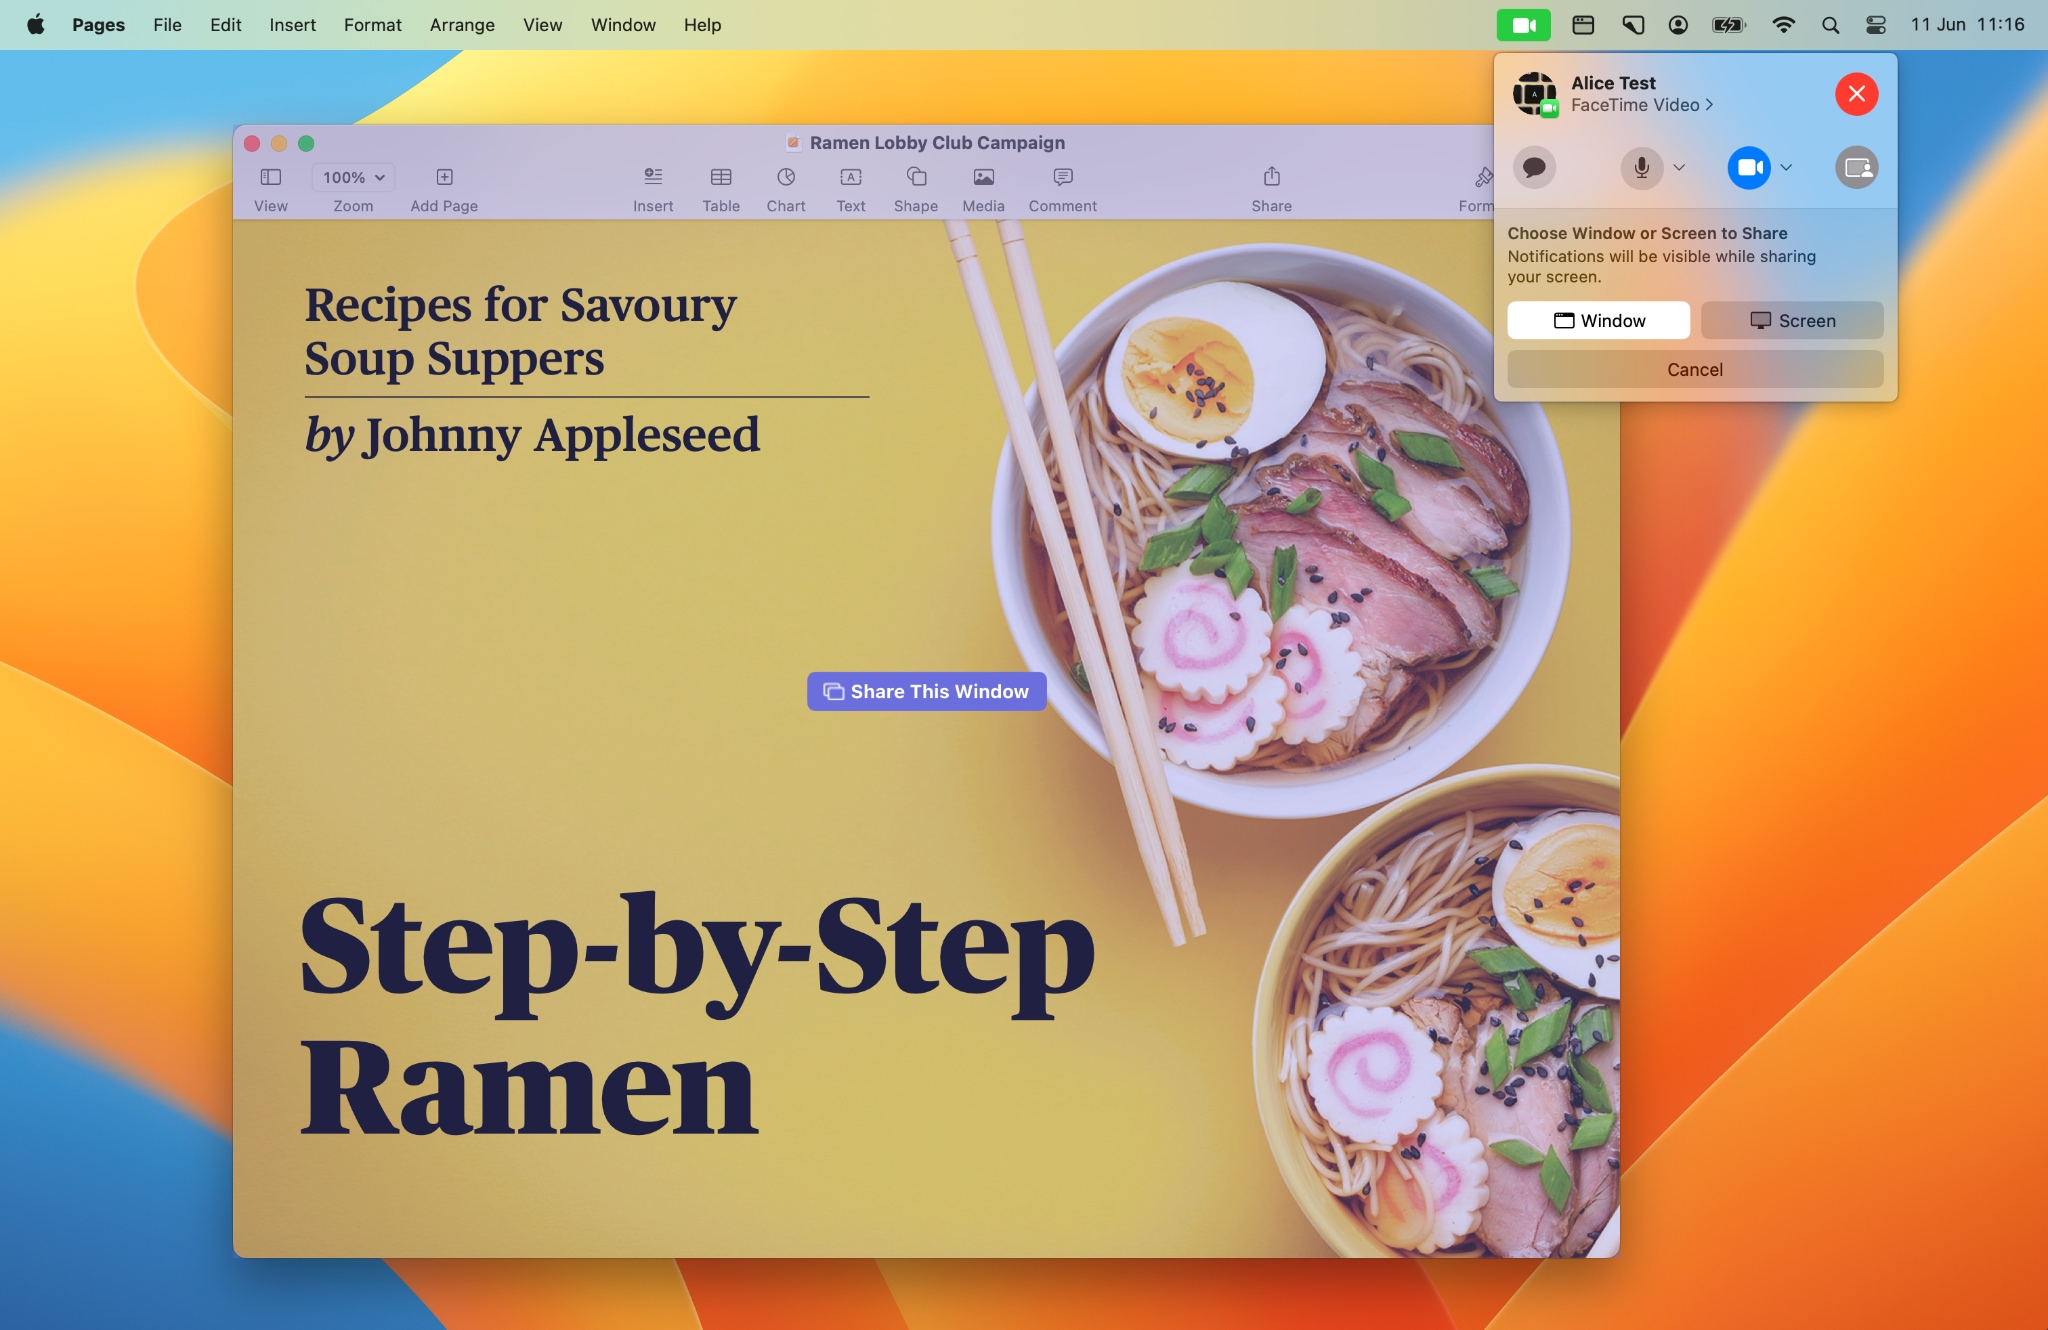 Pages File Edit Insert Format Arrange View Window Help 11 Jun 11:16
Alice Test
FaceTime Video >
Ramen Lobby Club Campaign
100%
View Zoom Add Page Insert Table Chart Text Shape Media Comment Share Form
Choose Window or Screen to Share
Notifications will be visible while sharing
your screen.
Window Screen
Cancel
Recipes for Savoury
Soup Suppers
by Johnny Appleseed
Share This Window
Step-by-Step
Ramen